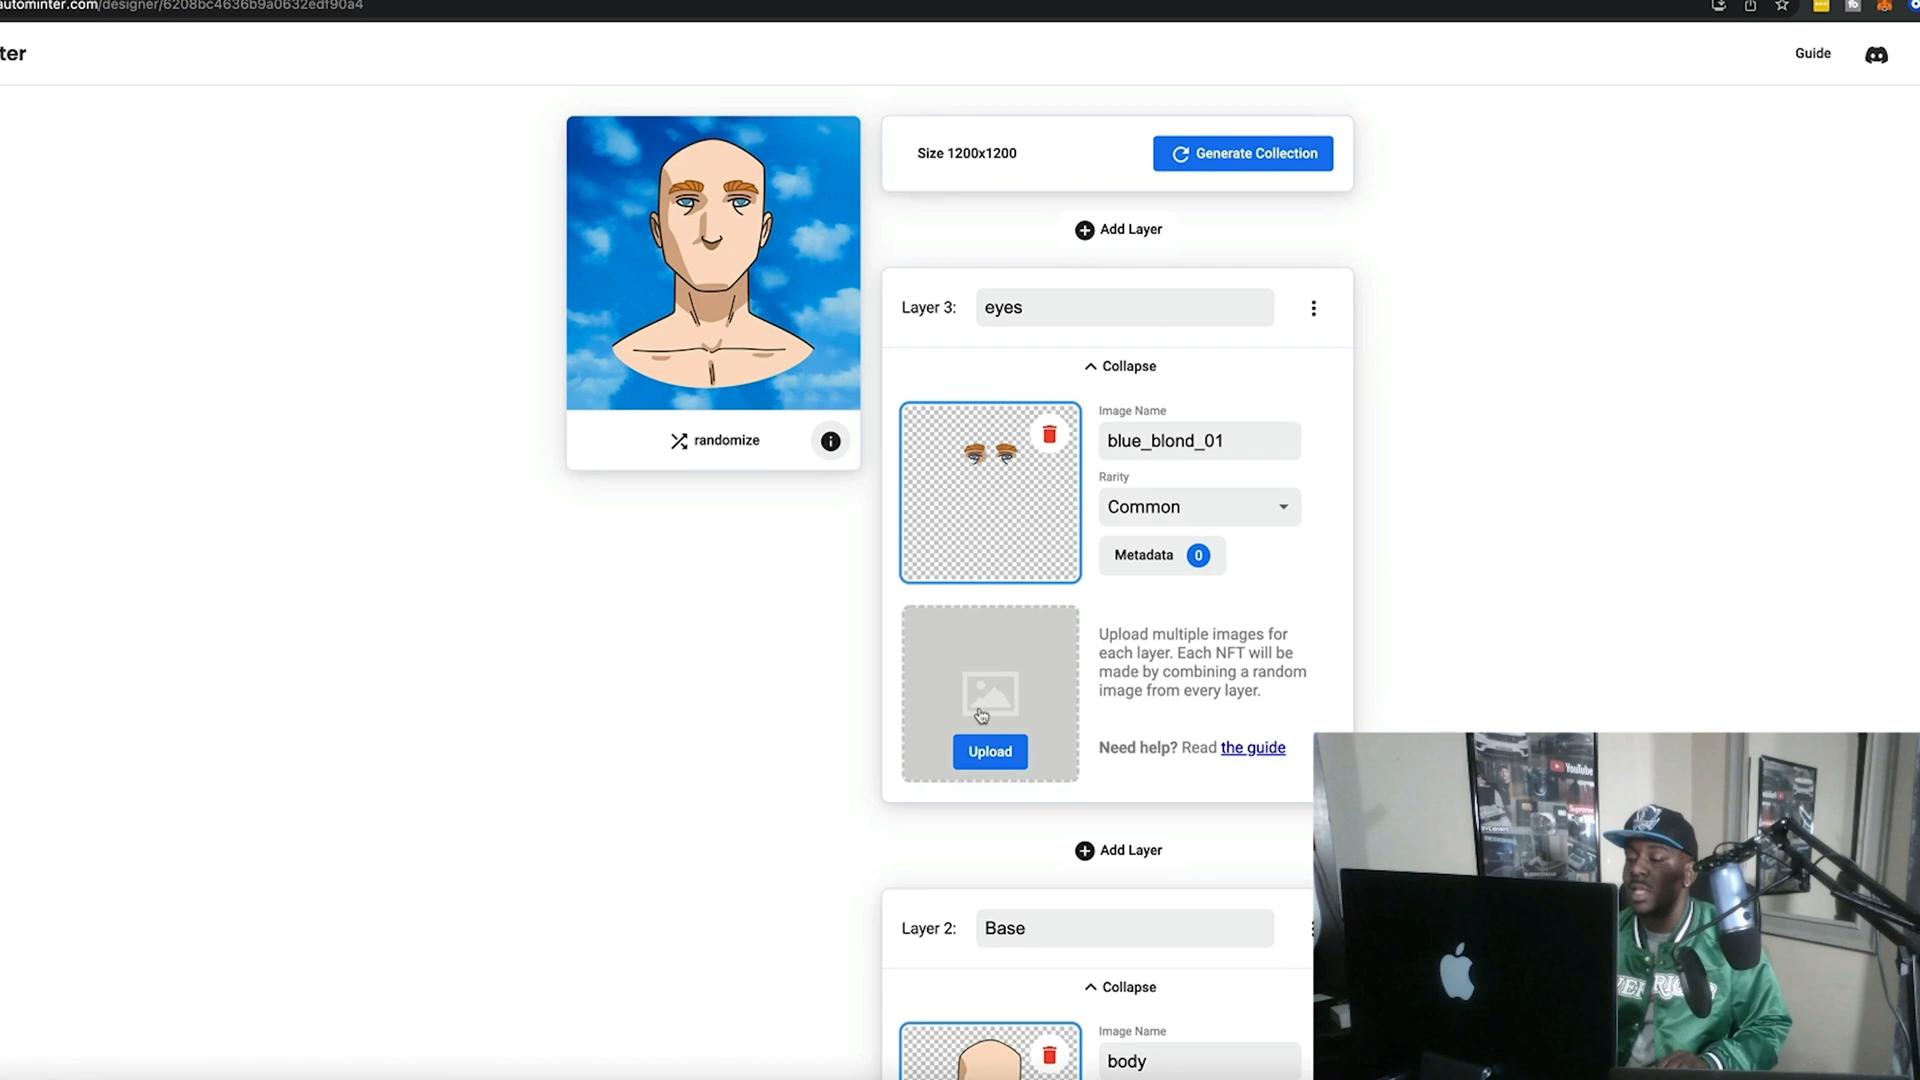 autominter.com/designer/6208bc4636b9a0632edf90a4
ter
Guide
Size 1200x1200
Generate Collection
Add Layer
Layer 3:
eyes
Collapse
randomize
Image Name
blue_blond_01
Rarity
Common
Metadata
0
Upload multiple images for
each layer. Each NFT will be
made by combining a random
image from every layer.
Need help? Read the guide
Upload
Add Layer
Layer 2:
Base
Collapse
Image Name
body
YouTube